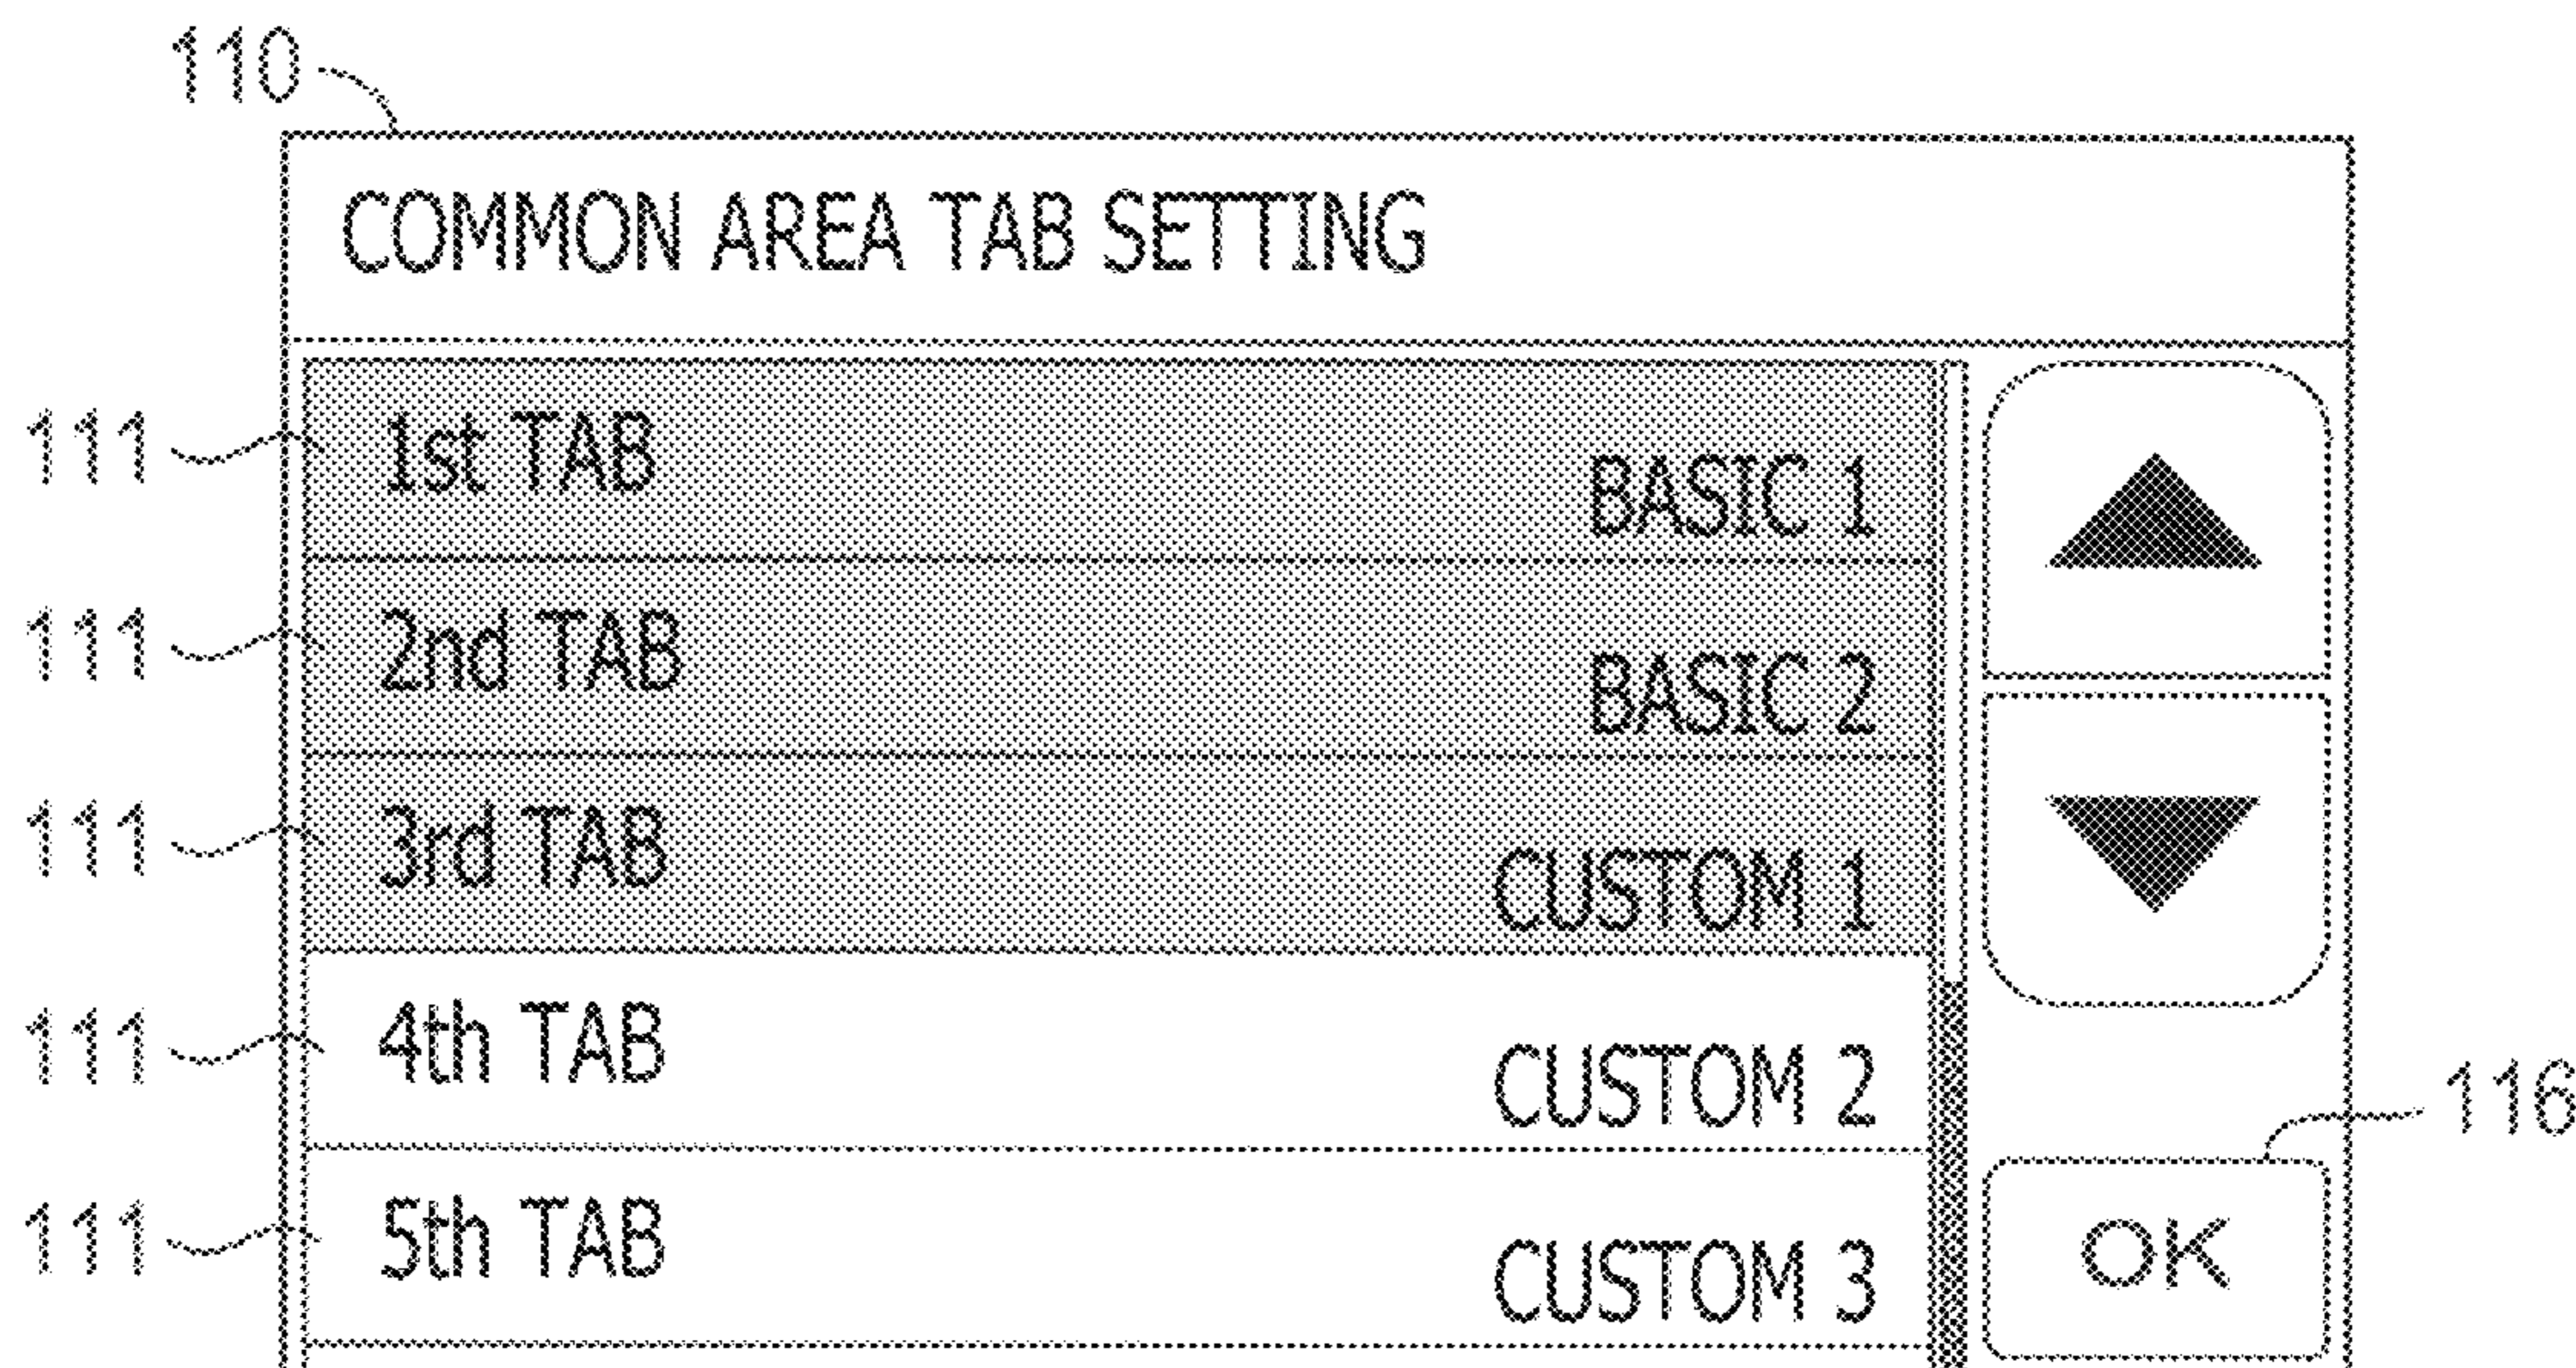 110
COMMON AREA TAB SETTING
111 1st TAB BASIC 1
111 2nd TAB BASIC 2
111 3rd TAB CUSTOM 1
111 4th TAB CUSTOM 2
116
111 5th TAB CUSTOM 3 OK